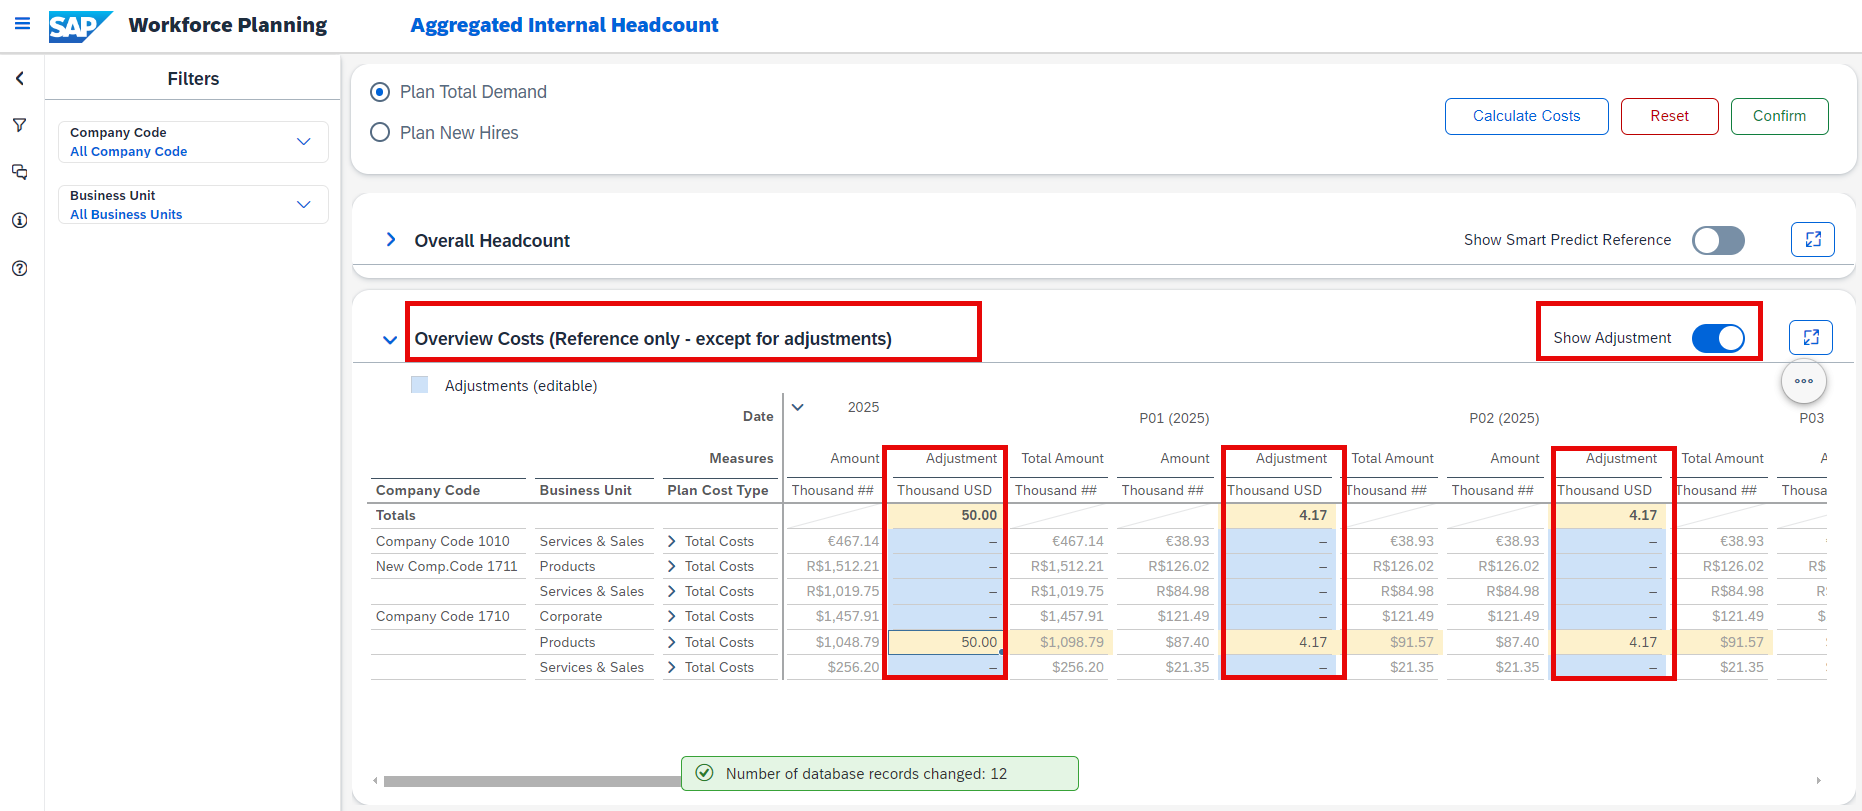 SAP Workforce Planning Aggregated Internal Headcount
Filters
Company Code
All Company Code
Business Unit
All Business Units
Plan Total Demand
Plan New Hires
Calculate Costs Reset Confirm
Overall Headcount Show Smart Predict Reference
Overview Costs (Reference only - except for adjustments) Show Adjustment
Adjustments (editable)
Date 2025 P01 (2025) P02 (2025) P03
Measures Amount Adjustment Total Amount Amount Adjustment Total Amount Amount Adjustment Total Amount A
Company Code Business Unit Plan Cost Type Thousand ## Thousand USD Thousand ## Thousand ## Thousand USD Thousand ## Thousand ## Thousand USD Thousand ## Thousa
Totals 50.00 4.17 4.17
Company Code 1010 Services & Sales Total Costs €467.14 – €467.14 €38.93 – €38.93 €38.93 – €38.93
New Comp.Code 1711 Products Total Costs R$1,512.21 – R$1,512.21 R$126.02 – R$126.02 R$126.02 – R$126.02 R$
Services & Sales Total Costs R$1,019.75 – R$1,019.75 R$84.98 – R$84.98 R$84.98 – R$84.98 R
Company Code 1710 Corporate Total Costs $1,457.91 – $1,457.91 $121.49 – $121.49 $121.49 – $121.49 $
Products Total Costs $1,048.79 50.00 $1,098.79 $87.40 4.17 $91.57 $87.40 4.17 $91.57
Services & Sales Total Costs $256.20 – $256.20 $21.35 – $21.35 $21.35 – $21.35
Number of database records changed: 12